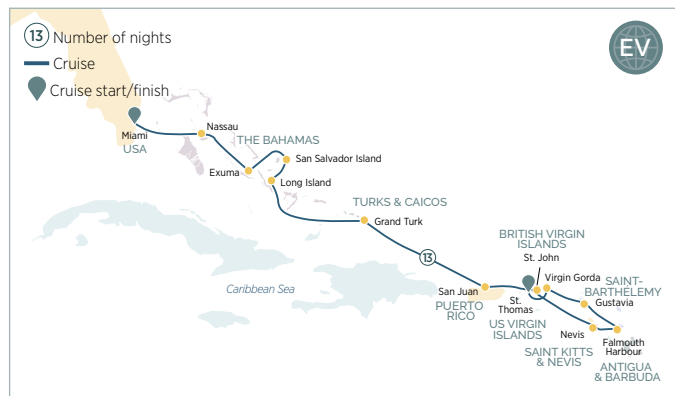 13 Number of nights
Cruise
Cruise start/finish
EV
Miami
USA
Nassau
THE BAHAMAS
San Salvador Island
Exuma
Long Island
TURKS & CAICOS
Grand Turk
13
Caribbean Sea
BRITISH VIRGIN
ISLANDS
St. John
Virgin Gorda
SAINT-
BARTHÉLEMY
San Juan
PUERTO
RICO
St.
Thomas
US VIRGIN
ISLANDS
Gustavia
Nevis
SAINT KITTS
& NEVIS
Falmouth
Harbour
ANTIGUA
& BARBUDA